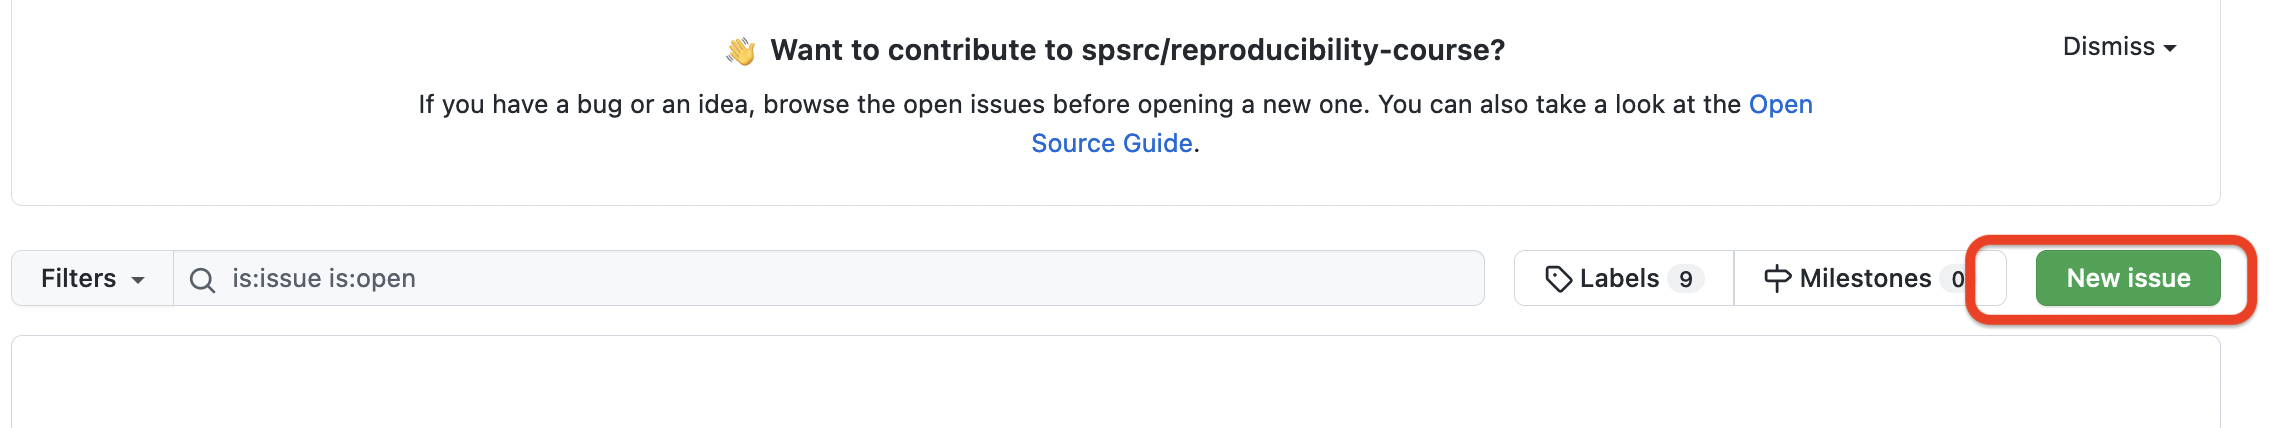 👋 Want to contribute to spsrc/reproducibility-course?
Dismiss
If you have a bug or an idea, browse the open issues before opening a new one. You can also take a look at the Open
Source Guide.
Filters
is:issue is:open
Labels 9
Milestones 0
New issue